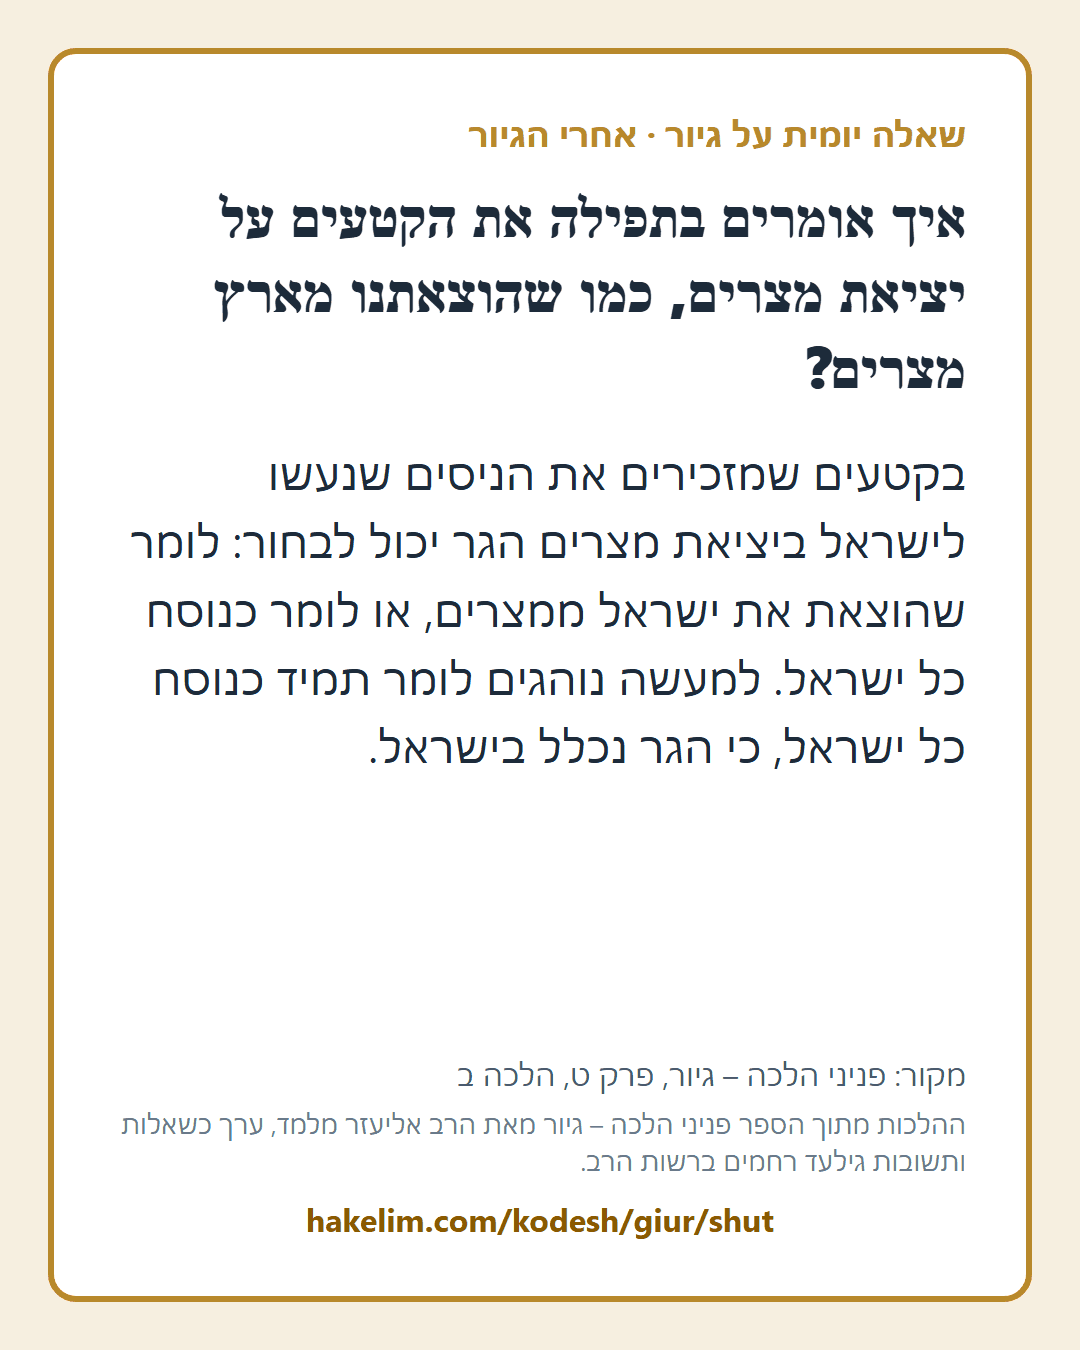 שאלה יומית על גיור · אחרי הגיור
איך אומרים בתפילה את הקטעים על
יציאת מצרים, כמו שהוצאתנו מארץ
מצרים?
בקטעים שמזכירים את הניסים שנעשו
לישראל ביציאת מצרים הגר יכול לבחור: לומר
שהוצאת את ישראל ממצרים, או לומר כנוסח
כל ישראל. למעשה נוהגים לומר תמיד כנוסח
כל ישראל, כי הגר נכלל בישראל.
מקור: פניני הלכה – גיור, פרק ט, הלכה ב
ההלכות מתוך הספר פניני הלכה – גיור מאת הרב אליעזר מלמד, ערך כשאלות
ותשובות גילעד רחמים ברשות הרב.
hakelim.com/kodesh/giur/shut